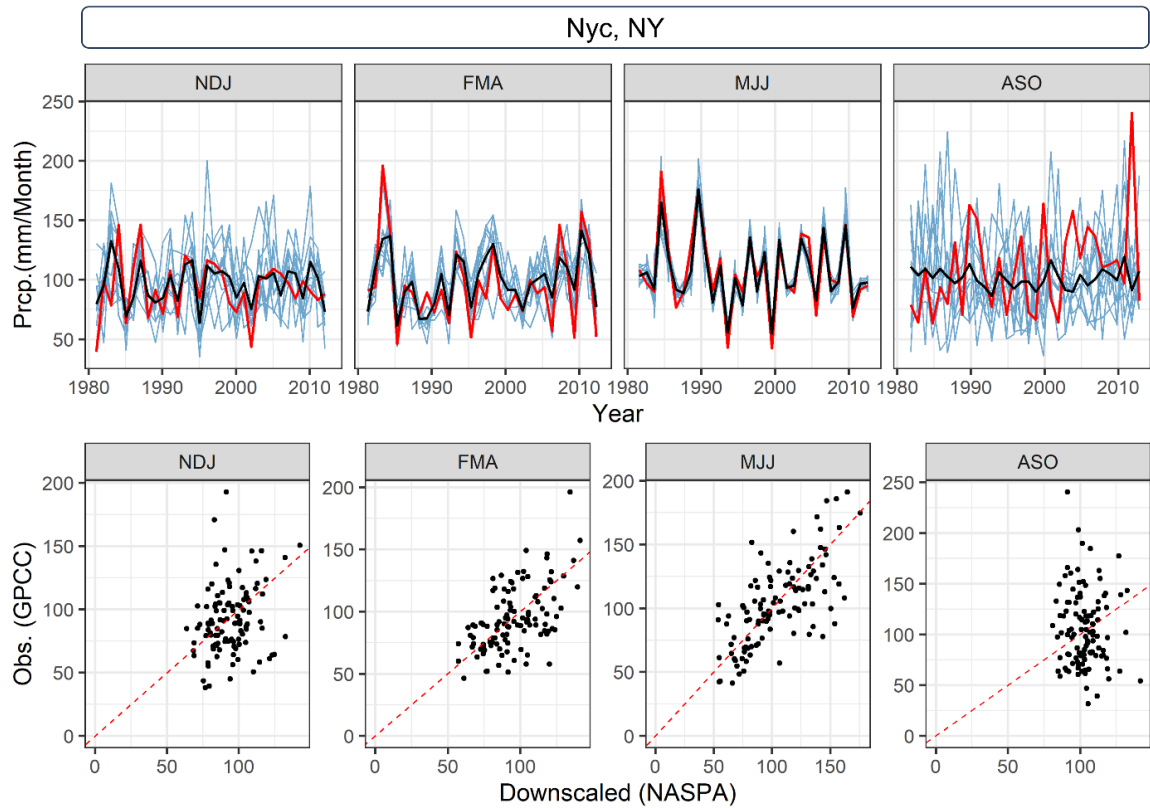 Nyc, NY
NDJ FMA MJJ ASO
Prcp.(mm/Month)
250
200
150
100
50
1980 1990 2000 2010 1980 1990 2000 2010 1980 1990 2000 2010 1980 1990 2000 2010
Year
NDJ FMA MJJ ASO
Obs. (GPCC)
200 200 200 250
150 150 150 200
100 100 100 150
50 50 50 100
0 0 0 50
0
0 50 100 0 50 100 0 50 100 150 0 50 100
Downscaled (NASPA)